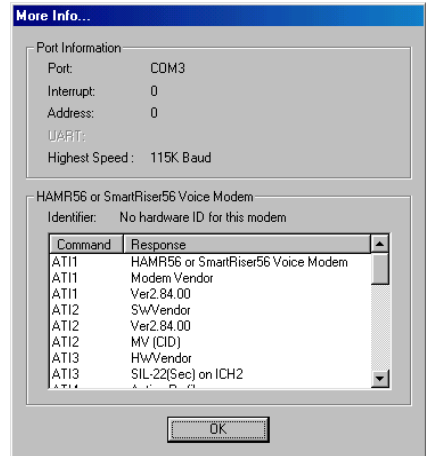 More Info...
Port Information
Port: COM3
Interrupt: 0
Address: 0
UART:
Highest Speed : 115K Baud
HAMR56 or SmartRiser56 Voice Modem
Identifier: No hardware ID for this modem
Command Response
ATI1 HAMR56 or SmartRiser56 Voice Modem
ATI1 Modem Vendor
ATI1 Ver2.84.00
ATI2 SWVendor
ATI2 Ver2.84.00
ATI2 MV (CID)
ATI3 HWVendor
ATI3 SIL-22(Sec) on ICH2
OK